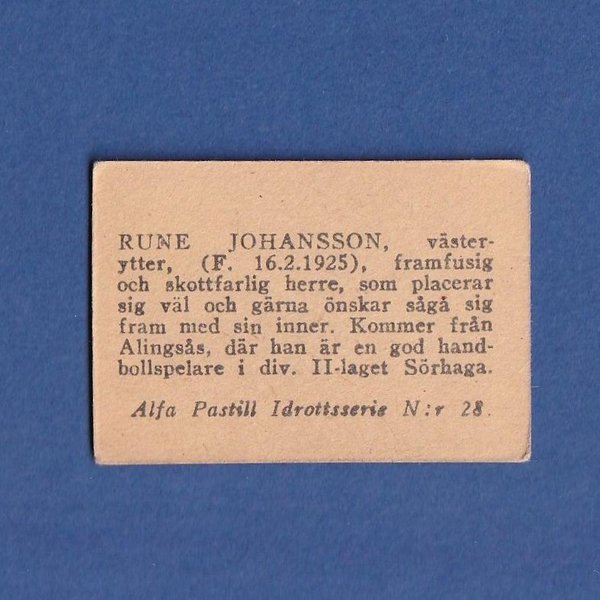 RUNE JOHANSSON, väster-
ytter, (F. 16.2.1925), framfusig
och skottfarlig herre, som placerar
sig väl och gärna önskar sågå sig
fram med sin inner. Kommer från
Alingsås, där han är en god hand-
bollspelare i div. II-laget Sörhaga.
Alfa Pastill Idrottsserie N:r 28.